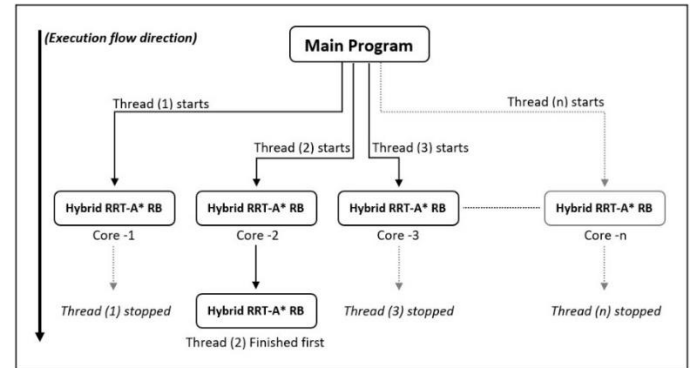 (Execution flow direction)
Main Program
Thread (1) starts
Thread (n) starts
Thread (2) starts
Thread (3) starts
Hybrid RRT-A* RB
Hybrid RRT-A* RB
Hybrid RRT-A* RB
Hybrid RRT-A* RB
Core -1
Core -2
Core -3
Core -n
Thread (1) stopped
Hybrid RRT-A* RB
Thread (3) stopped
Thread (n) stopped
Thread (2) Finished first